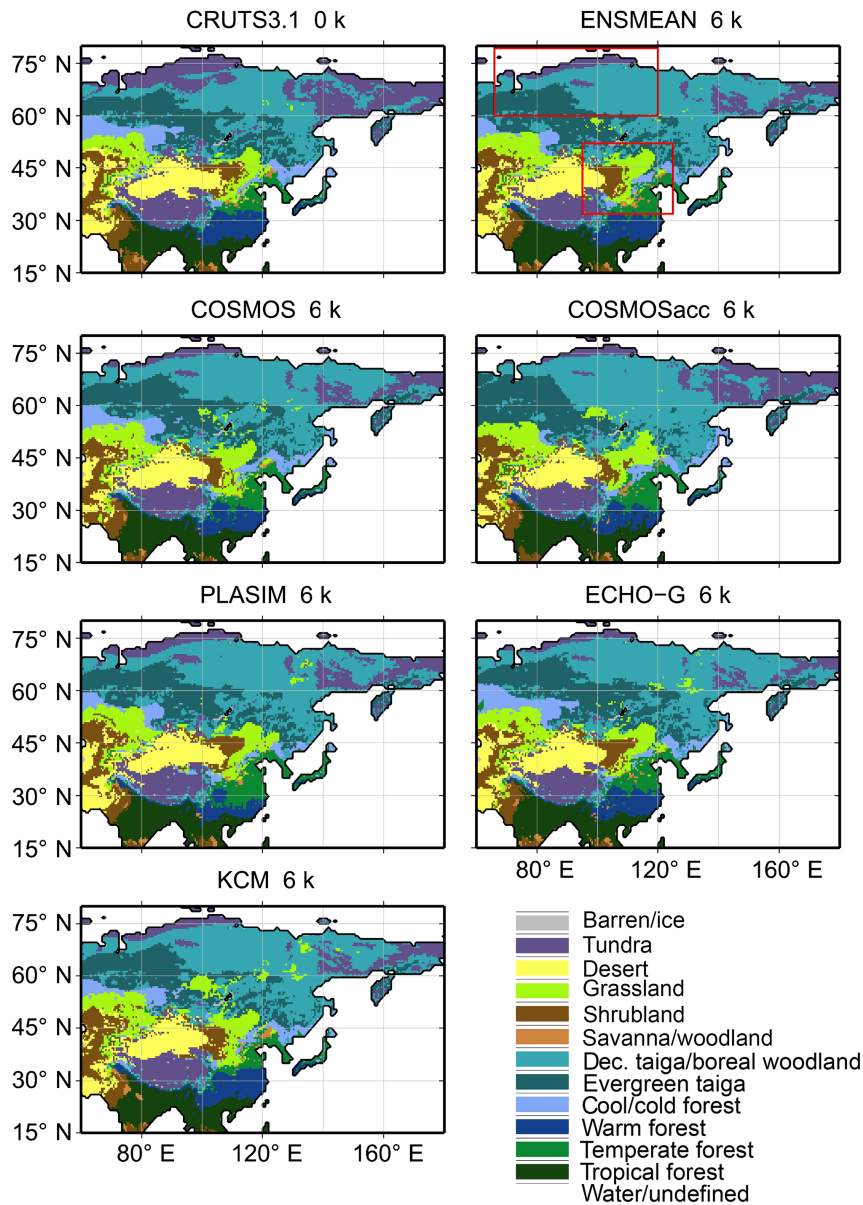 CRUTS3.1 0 k
ENSMEAN 6 k
75° N
60° N
45° N
30° N
15° N
COSMOS 6 k
COSMOSacc 6 k
75° N
60° N
45° N
30° N
15° N
PLASIM 6 k
ECHO−G 6 k
75° N
60° N
45° N
30° N
15° N
80° E
120° E
160° E
KCM 6 k
75° N
60° N
45° N
30° N
15° N
80° E
120° E
160° E
Barren/ice
Tundra
Desert
Grassland
Shrubland
Savanna/woodland
Dec. taiga/boreal woodland
Evergreen taiga
Cool/cold forest
Warm forest
Temperate forest
Tropical forest
Water/undefined